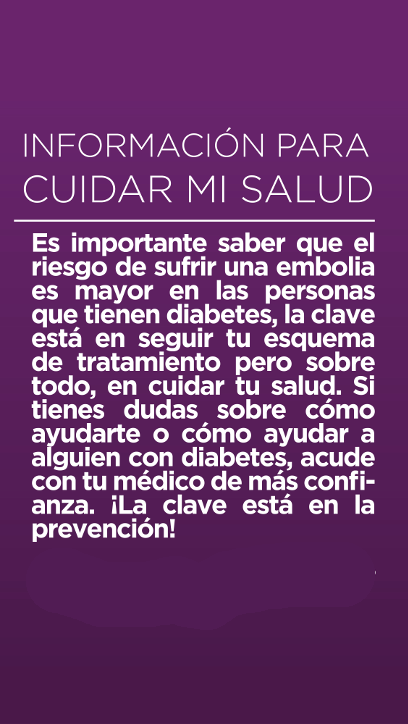 INFORMACIÓN PARA
CUIDAR MI SALUD
Es importante saber que el
riesgo de sufrir una embolia
es mayor en las personas
que tienen diabetes, la clave
está en seguir tu esquema
de tratamiento pero sobre
todo, en cuidar tu salud. Si
tienes dudas sobre cómo
ayudarte o cómo ayudar a
alguien con diabetes, acude
con tu médico de más confi-
anza. ¡La clave está en la
prevención!